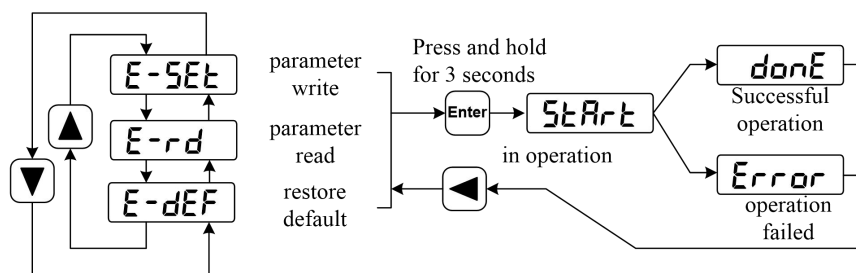 E-SEt
E-rd
E-dEF
parameter
write
parameter
read
restore
default
Press and hold
for 3 seconds
Enter
StArt
in operation
donE
Successful
operation
Error
operation
failed